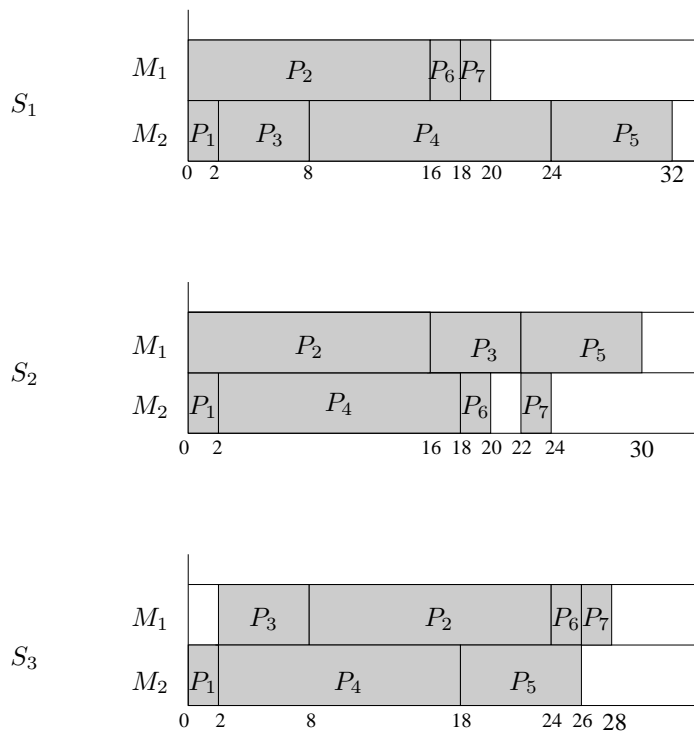 M1 P2 P6 P7
S1
M2 P1 P3 P4 P5
0 2 8 16 18 20 24 32
M1 P2 P3 P5
S2
M2 P1 P4 P6 P7
0 2 16 18 20 22 24 30
M1 P3 P2 P6 P7
S3
M2 P1 P4 P5
0 2 8 18 24 26 28